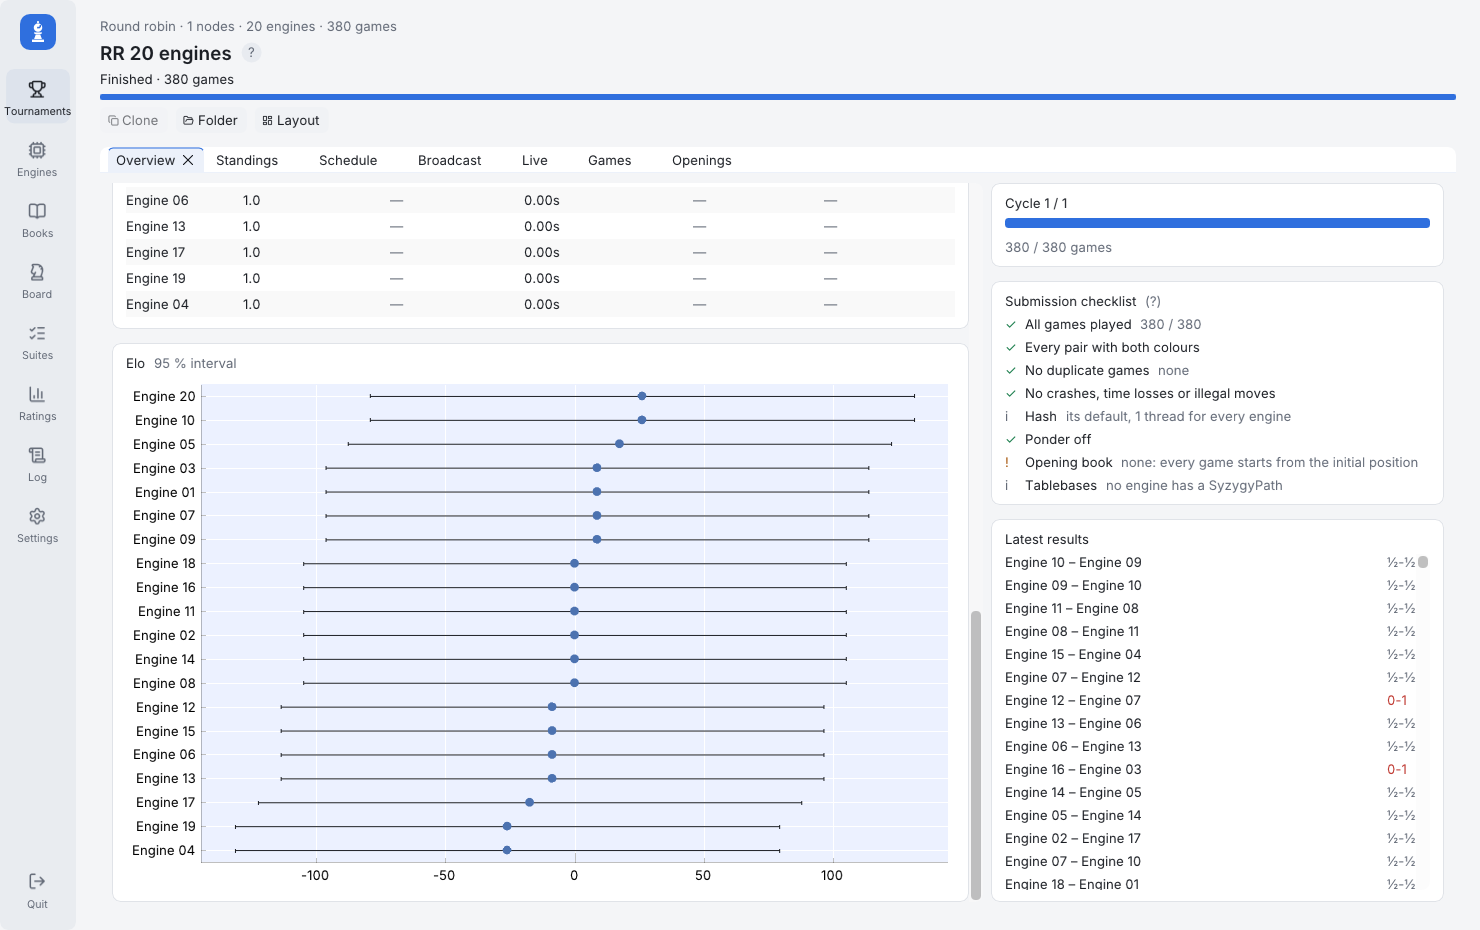 Round robin · 1 nodes · 20 engines · 380 games
RR 20 engines ?
Finished · 380 games
Clone Folder Layout
Tournaments
Engines
Books
Board
Suites
Ratings
Log
Settings
Quit
Overview Standings Schedule Broadcast Live Games Openings
Engine 06 1.0 — 0.00s — —
Engine 13 1.0 — 0.00s — —
Engine 17 1.0 — 0.00s — —
Engine 19 1.0 — 0.00s — —
Engine 04 1.0 — 0.00s — —
Elo 95 % interval
Engine 20
Engine 10
Engine 05
Engine 03
Engine 01
Engine 07
Engine 09
Engine 18
Engine 16
Engine 11
Engine 02
Engine 14
Engine 08
Engine 12
Engine 15
Engine 06
Engine 13
Engine 17
Engine 19
Engine 04
-100 -50 0 50 100
Cycle 1 / 1
380 / 380 games
Submission checklist (?)
✓ All games played 380 / 380
✓ Every pair with both colours
✓ No duplicate games none
✓ No crashes, time losses or illegal moves
i Hash its default, 1 thread for every engine
✓ Ponder off
! Opening book none: every game starts from the initial position
i Tablebases no engine has a SyzygyPath
Latest results
Engine 10 – Engine 09 ½-½
Engine 09 – Engine 10 ½-½
Engine 11 – Engine 08 ½-½
Engine 08 – Engine 11 ½-½
Engine 15 – Engine 04 ½-½
Engine 07 – Engine 12 ½-½
Engine 12 – Engine 07 0-1
Engine 13 – Engine 06 ½-½
Engine 06 – Engine 13 ½-½
Engine 16 – Engine 03 0-1
Engine 14 – Engine 05 ½-½
Engine 05 – Engine 14 ½-½
Engine 02 – Engine 17 ½-½
Engine 07 – Engine 10 ½-½
Engine 18 – Engine 01 ½-½